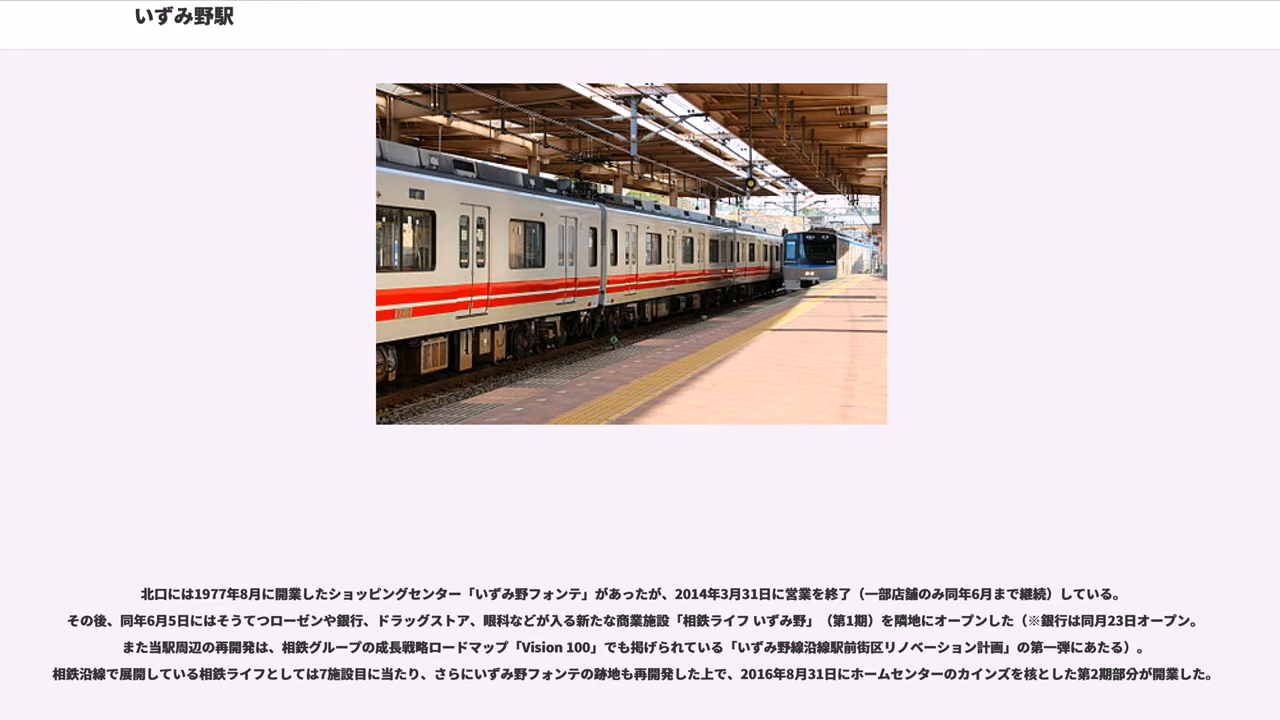 いずみ野駅
北口には1977年8月に開業したショッピングセンター「いずみ野フォンテ」があったが、2014年3月31日に営業を終了（一部店舗のみ同年6月まで継続）している。
その後、同年6月5日にはそうてつローゼンや銀行、ドラッグストア、眼科などが入る新たな商業施設「相鉄ライフ いずみ野」（第1期）を隣地にオープンした（※銀行は同月23日オープン。
また当駅周辺の再開発は、相鉄グループの成長戦略ロードマップ「Vision 100」でも掲げられている「いずみ野線沿線駅前街区リノベーション計画」の第一弾にあたる）。
相鉄沿線で展開している相鉄ライフとしては7施設目に当たり、さらにいずみ野フォンテの跡地も再開発した上で、2016年8月31日にホームセンターのカインズを核とした第2期部分が開業した。